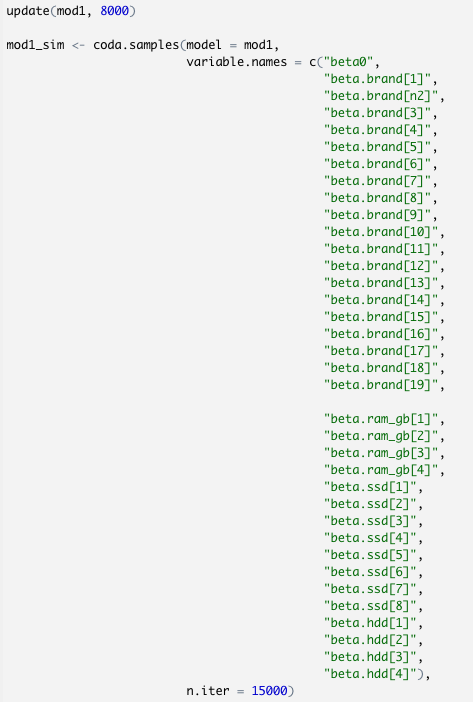 update(mod1, 8000)
mod1_sim <- coda.samples(model = mod1,
variable.names = c("beta0",
"beta.brand[1]",
"beta.brand[n2]",
"beta.brand[3]",
"beta.brand[4]",
"beta.brand[5]",
"beta.brand[6]",
"beta.brand[7]",
"beta.brand[8]",
"beta.brand[9]",
"beta.brand[10]",
"beta.brand[11]",
"beta.brand[12]",
"beta.brand[13]",
"beta.brand[14]",
"beta.brand[15]",
"beta.brand[16]",
"beta.brand[17]",
"beta.brand[18]",
"beta.brand[19]",
"beta.ram_gb[1]",
"beta.ram_gb[2]",
"beta.ram_gb[3]",
"beta.ram_gb[4]",
"beta.ssd[1]",
"beta.ssd[2]",
"beta.ssd[3]",
"beta.ssd[4]",
"beta.ssd[5]",
"beta.ssd[6]",
"beta.ssd[7]",
"beta.ssd[8]",
"beta.hdd[1]",
"beta.hdd[2]",
"beta.hdd[3]",
"beta.hdd[4]"),
n.iter = 15000)